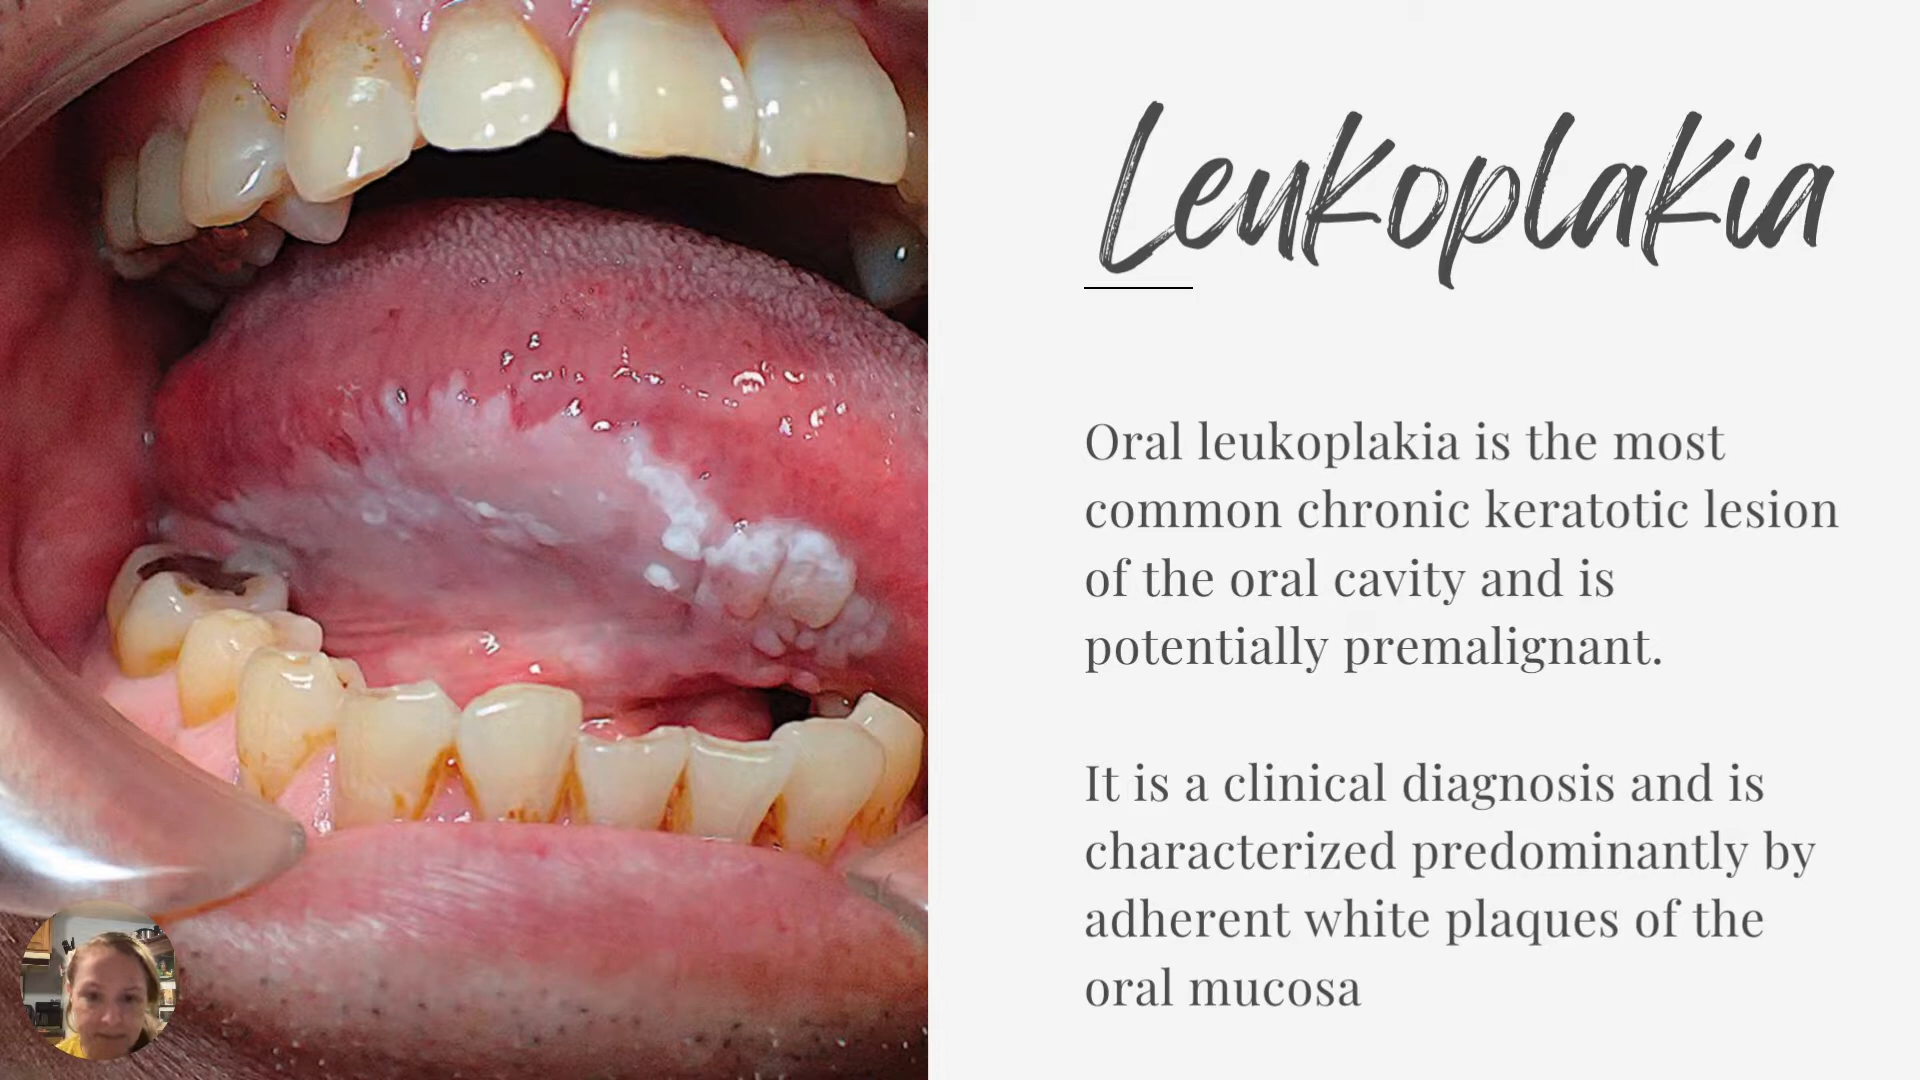 Leukoplakia
Oral leukoplakia is the most
common chronic keratotic lesion
of the oral cavity and is
potentially premalignant.
It is a clinical diagnosis and is
characterized predominantly by
adherent white plaques of the
oral mucosa